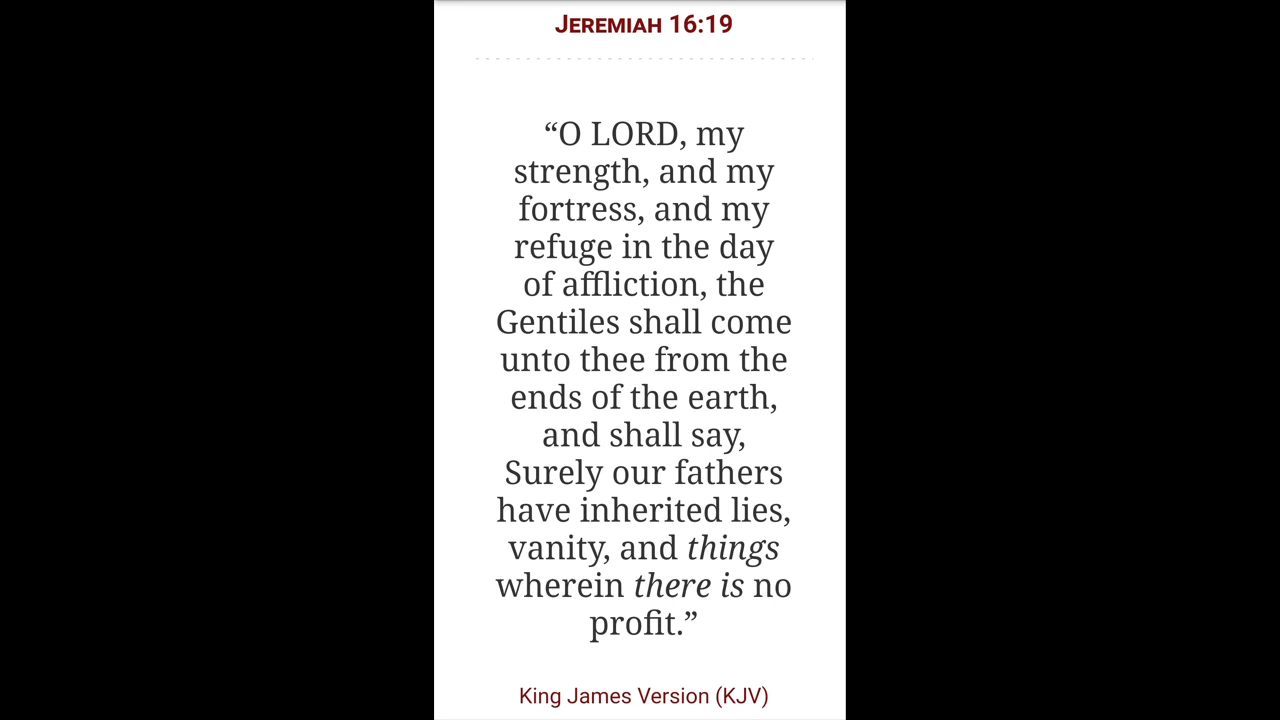 Jeremiah 16:19
“O LORD, my
strength, and my
fortress, and my
refuge in the day
of affliction, the
Gentiles shall come
unto thee from the
ends of the earth,
and shall say,
Surely our fathers
have inherited lies,
vanity, and things
wherein there is no
profit.”
King James Version (KJV)